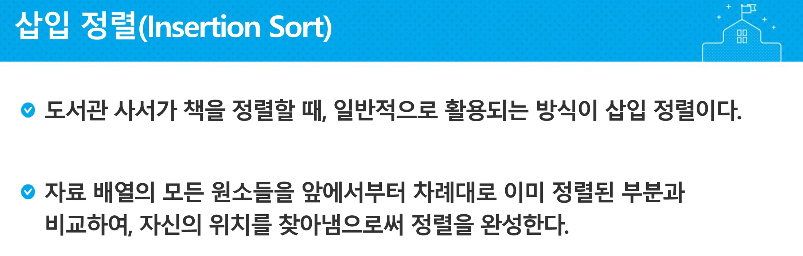 삽입 정렬(Insertion Sort)
도서관 사서가 책을 정렬할 때, 일반적으로 활용되는 방식이 삽입 정렬이다.
자료 배열의 모든 원소들을 앞에서부터 차례대로 이미 정렬된 부분과
비교하여, 자신의 위치를 찾아냄으로써 정렬을 완성한다.